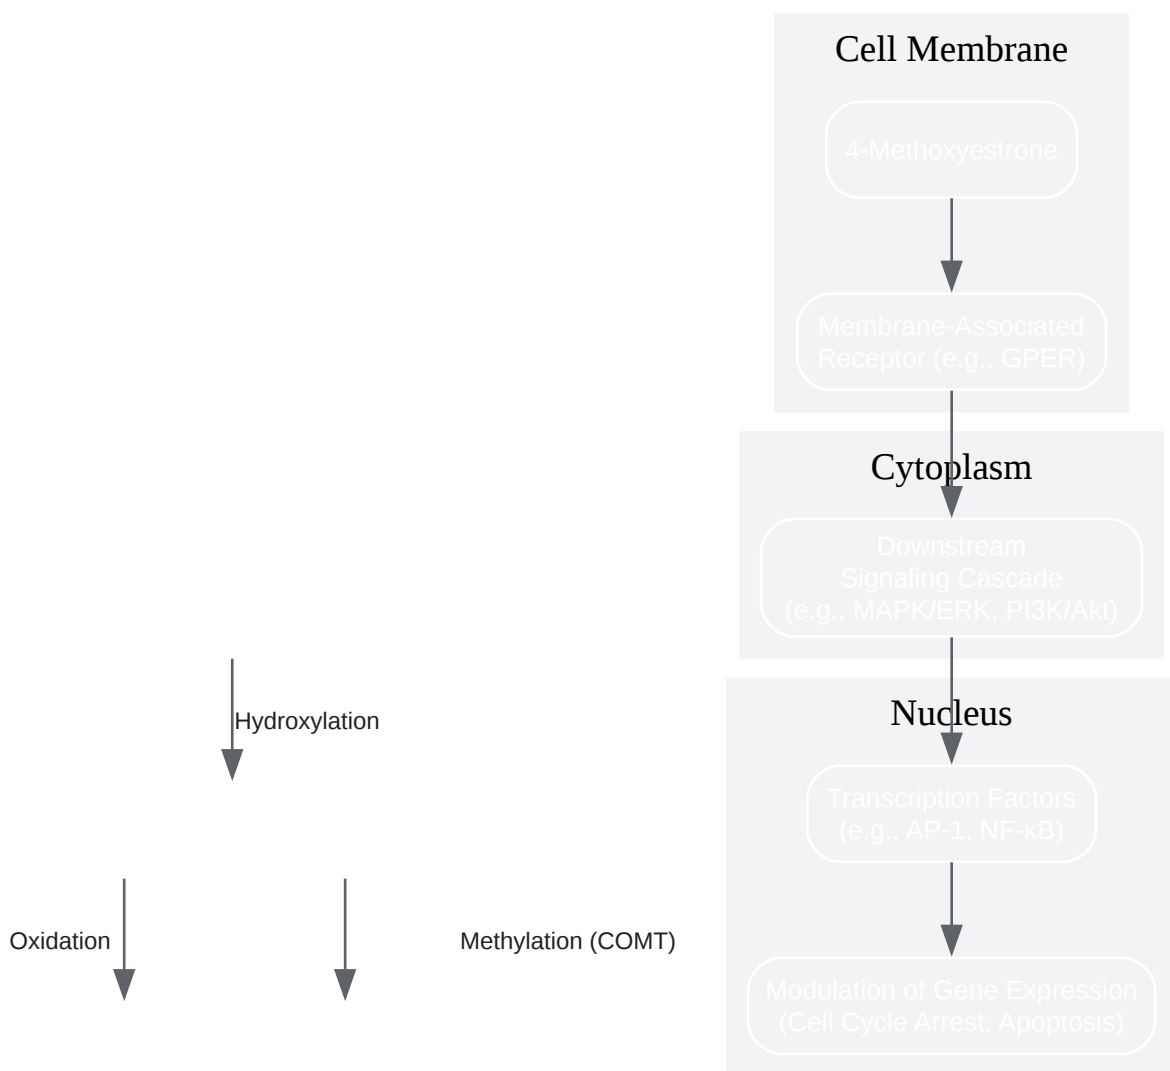 Cell Membrane
4-Methoxyestrone
Membrane-Associated
Receptor (e.g., GPER)
Cytoplasm
Downstream
Signaling Cascade
(e.g., MAPK/ERK, PI3K/Akt)
Nucleus
Transcription Factors
(e.g., AP-1, NF-κB)
Modulation of Gene Expression
(Cell Cycle Arrest, Apoptosis)
Hydroxylation
Oxidation
Methylation (COMT)